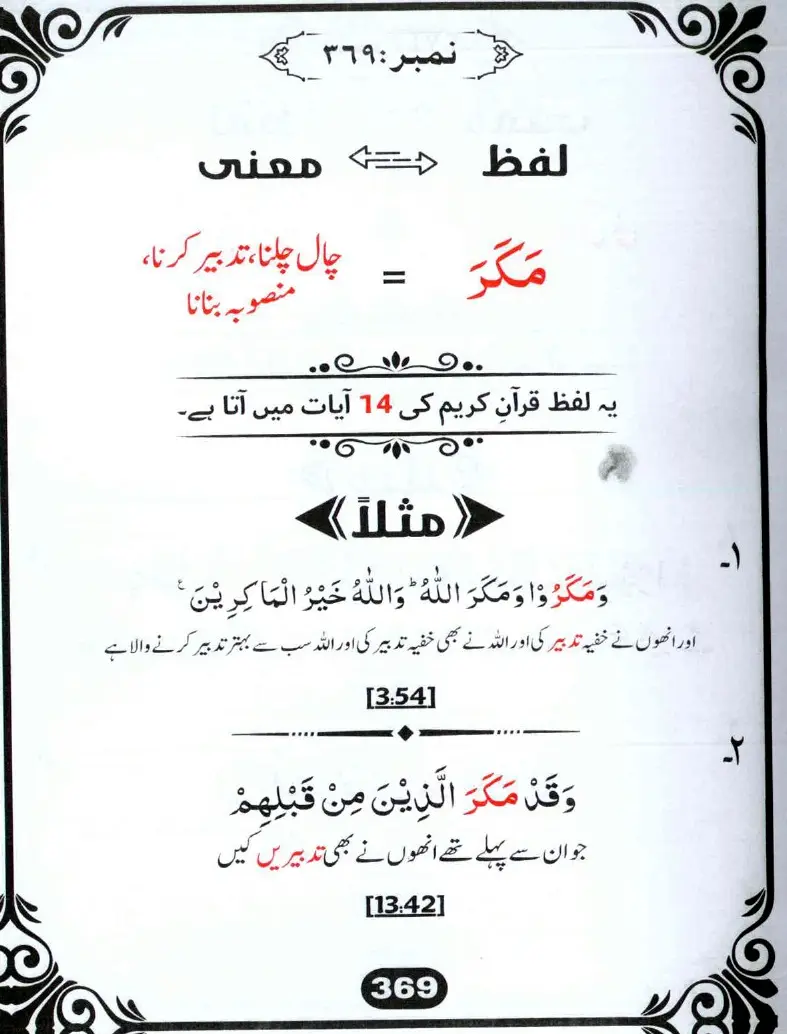 نمبر:۳۶۹
لفظ ⇔ معنی
مَكَرَ = چال چلنا، تدبیر کرنا،
منصوبہ بنانا
یہ لفظ قرآنِ کریم کی 14 آیات میں آتا ہے۔
مثلاً
۱۔
وَمَكَرُوْا وَمَكَرَ اللّٰهُ ؕ وَاللّٰهُ خَيْرُ الْمَاكِرِيْنَ ۧ
اور انھوں نے خفیہ تدبیر کی اور اللہ نے بھی خفیہ تدبیر کی اور اللہ سب سے بہتر تدبیر کرنے والا ہے
[3:54]
۲۔
وَقَدْ مَكَرَ الَّذِيْنَ مِنْ قَبْلِهِمْ
جو ان سے پہلے تھے انھوں نے بھی تدبیریں کیں
[13:42]
369